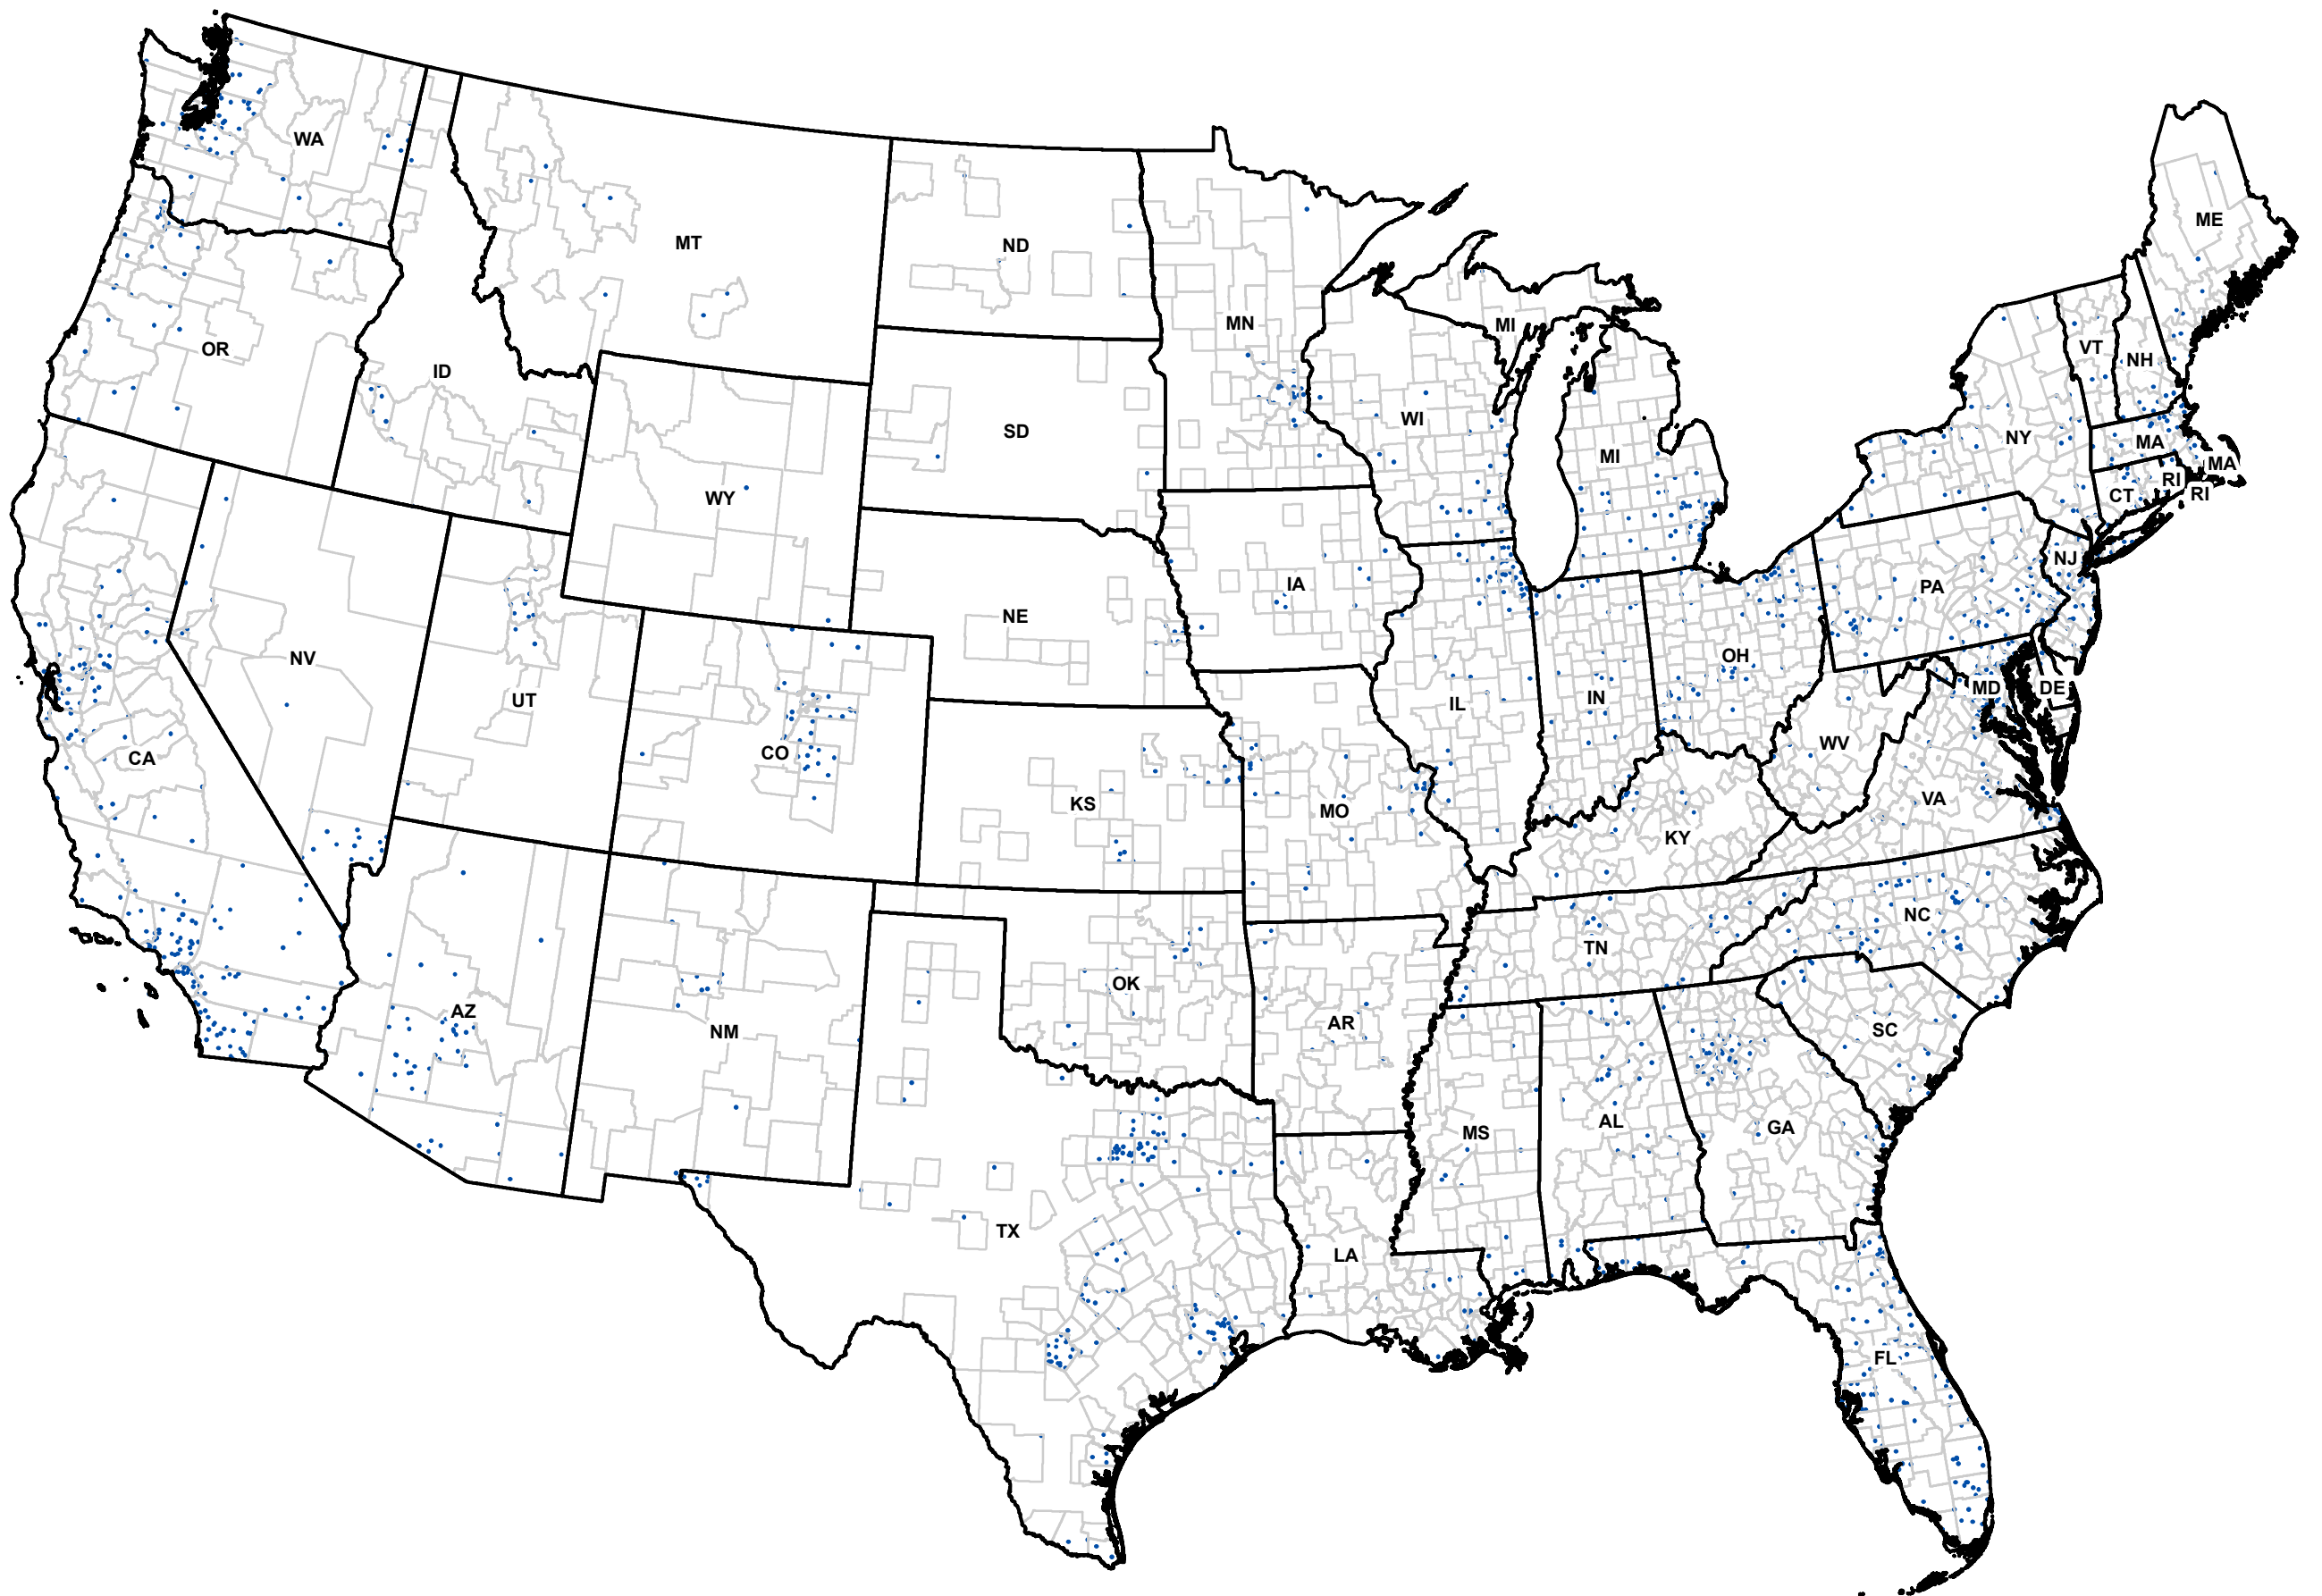 WA
ME
MT
ND
MN
MI
OR
VT
NH
ID
WI
SD
NY
MA
MI
MA
RI
CT
RI
WY
NJ
IA
PA
NE
OH
NV
MD
DE
UT
IN
IL
WV
CO
CA
VA
KS
MO
KY
NC
TN
OK
AZ
AR
SC
NM
AL
GA
MS
TX
LA
FL